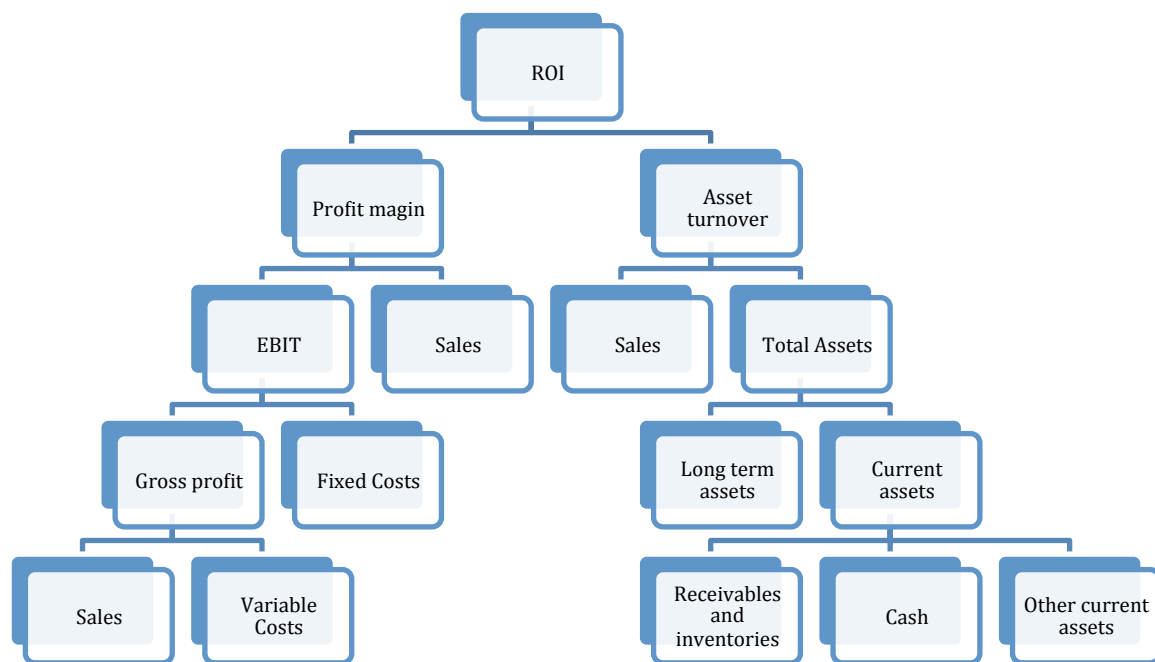 ROI
Profit magin
Asset
turnover
EBIT
Sales
Sales
Total Assets
Gross profit
Fixed Costs
Long term
assets
Current
assets
Sales
Variable
Costs
Receivables
and
inventories
Cash
Other current
assets